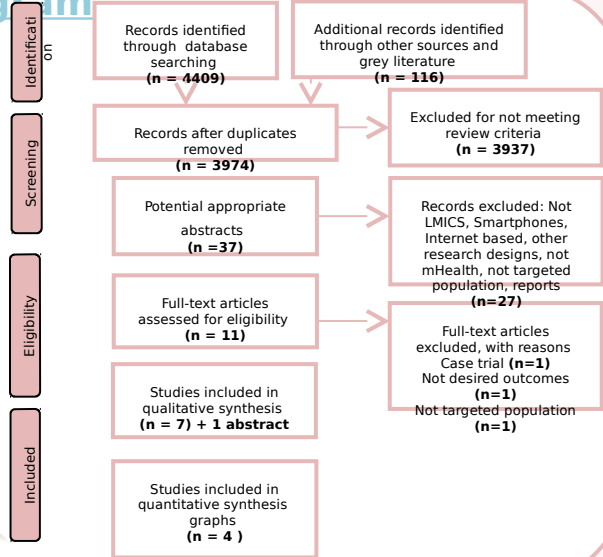 gram
Identificati
on
Records identified
through database
searching
(n = 4409)
Additional records identified
through other sources and
grey literature
(n = 116)
Screening
Records after duplicates
removed
(n = 3974)
Excluded for not meeting
review criteria
(n = 3937)
Potential appropriate
abstracts
(n =37)
Records excluded: Not
LMICS, Smartphones,
Internet based, other
research designs, not
mHealth, not targeted
population, reports
(n=27)
Eligibility
Full-text articles
assessed for eligibility
(n = 11)
Full-text articles
excluded, with reasons
Case trial (n=1)
Not desired outcomes
(n=1)
Not targeted population
(n=1)
Studies included in
qualitative synthesis
(n = 7) + 1 abstract
Included
Studies included in
quantitative synthesis
graphs
(n = 4 )